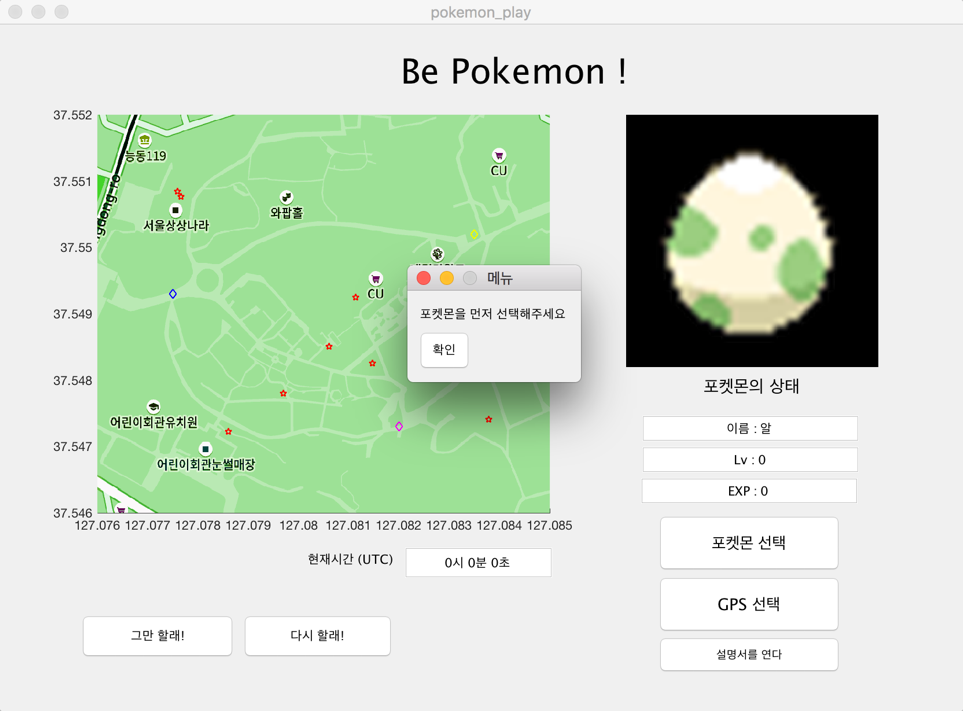 pokemon_play
Be Pokemon !
37.552
37.551
37.55
37.549
37.548
37.547
37.546
능동119
서울상상나라
와팝홀
CU
CU
어린이회관유치원
어린이회관눈썰매장
127.076 127.077 127.078 127.079 127.08 127.081 127.082 127.083 127.084 127.085
메뉴
포켓몬을 먼저 선택해주세요
확인
포켓몬의 상태
이름 : 알
Lv : 0
EXP : 0
현재시간 (UTC)
0시 0분 0초
포켓몬 선택
GPS 선택
설명서를 연다
그만 할래!
다시 할래!